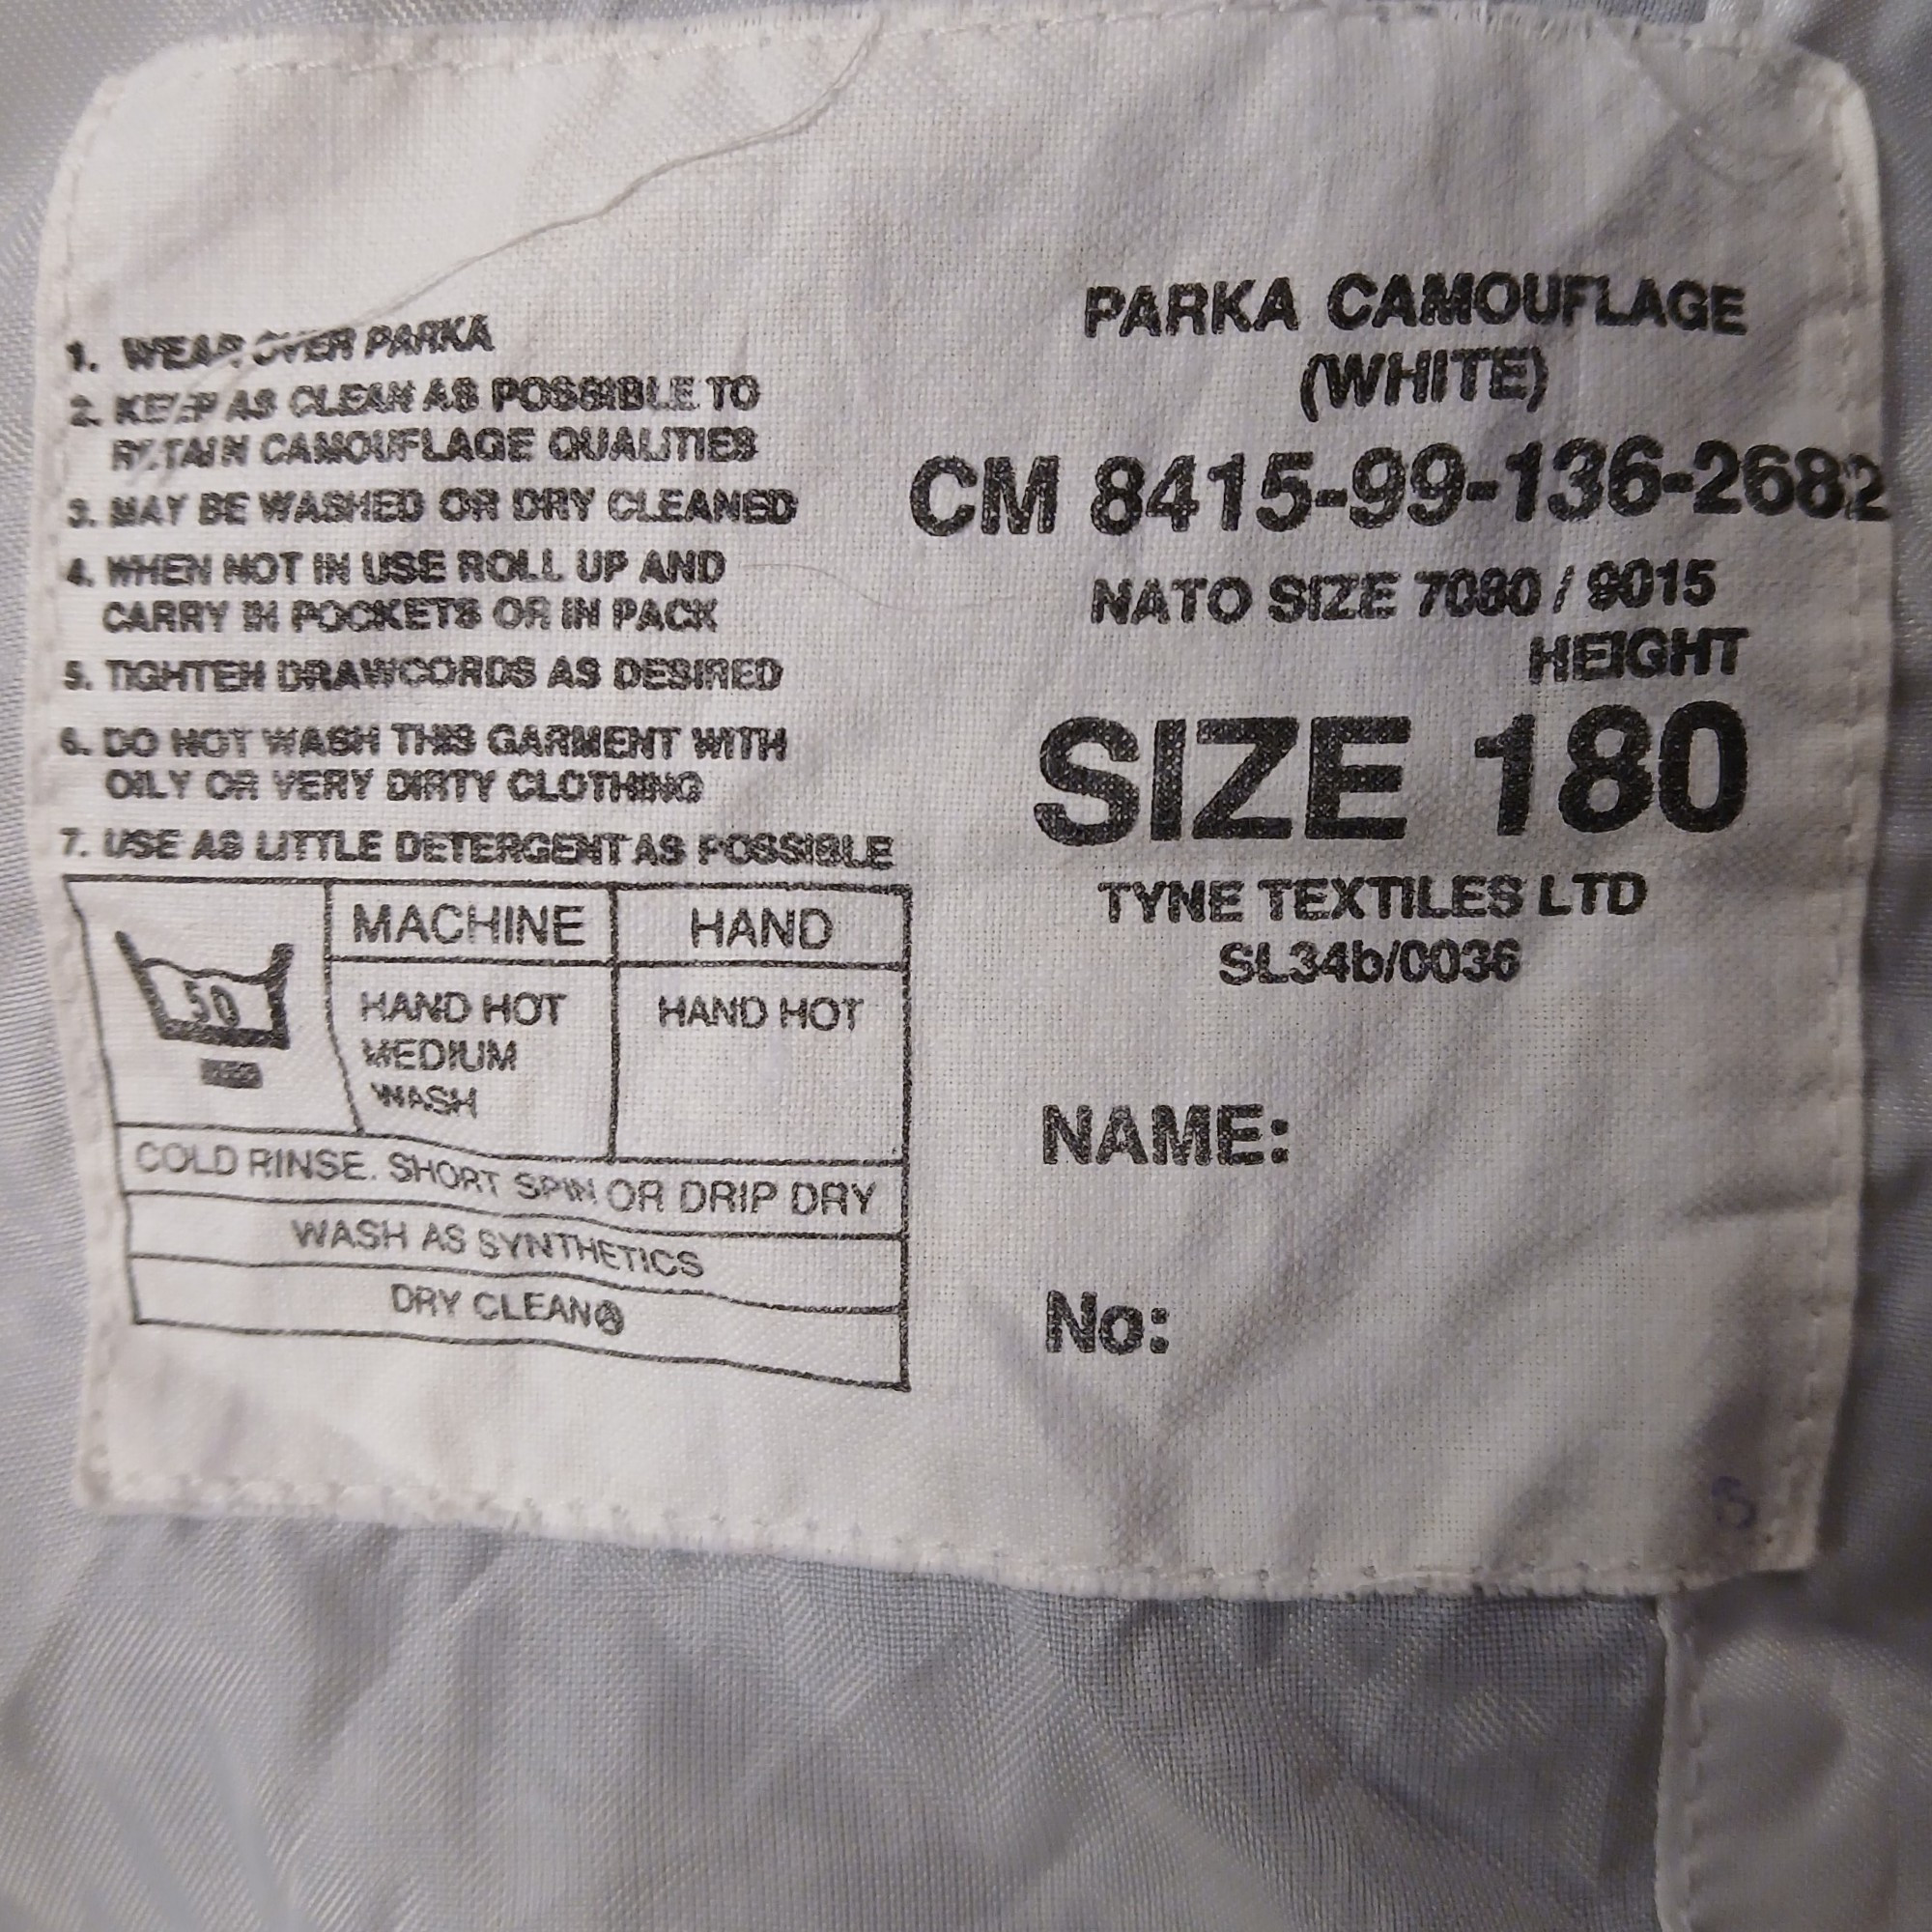 1. WEAR OVER PARKA
2. KEEP AS CLEAN AS POSSIBLE TO
RETAIN CAMOUFLAGE QUALITIES
3. MAY BE WASHED OR DRY CLEANED
4. WHEN NOT IN USE ROLL UP AND
CARRY IN POCKETS OR IN PACK
5. TIGHTEN DRAWCORDS AS DESIRED
6. DO NOT WASH THIS GARMENT WITH
OILY OR VERY DIRTY CLOTHING
7. USE AS LITTLE DETERGENT AS POSSIBLE
MACHINE HAND
50
HAND HOT HAND HOT
MEDIUM
WASH
COLD RINSE. SHORT SPIN OR DRIP DRY
WASH AS SYNTHETICS
DRY CLEAN Ⓐ
PARKA CAMOUFLAGE
(WHITE)
CM 8415-99-136-2682
NATO SIZE 7080 / 9015
HEIGHT
SIZE 180
TYNE TEXTILES LTD
SL34b/0036
NAME:
No: